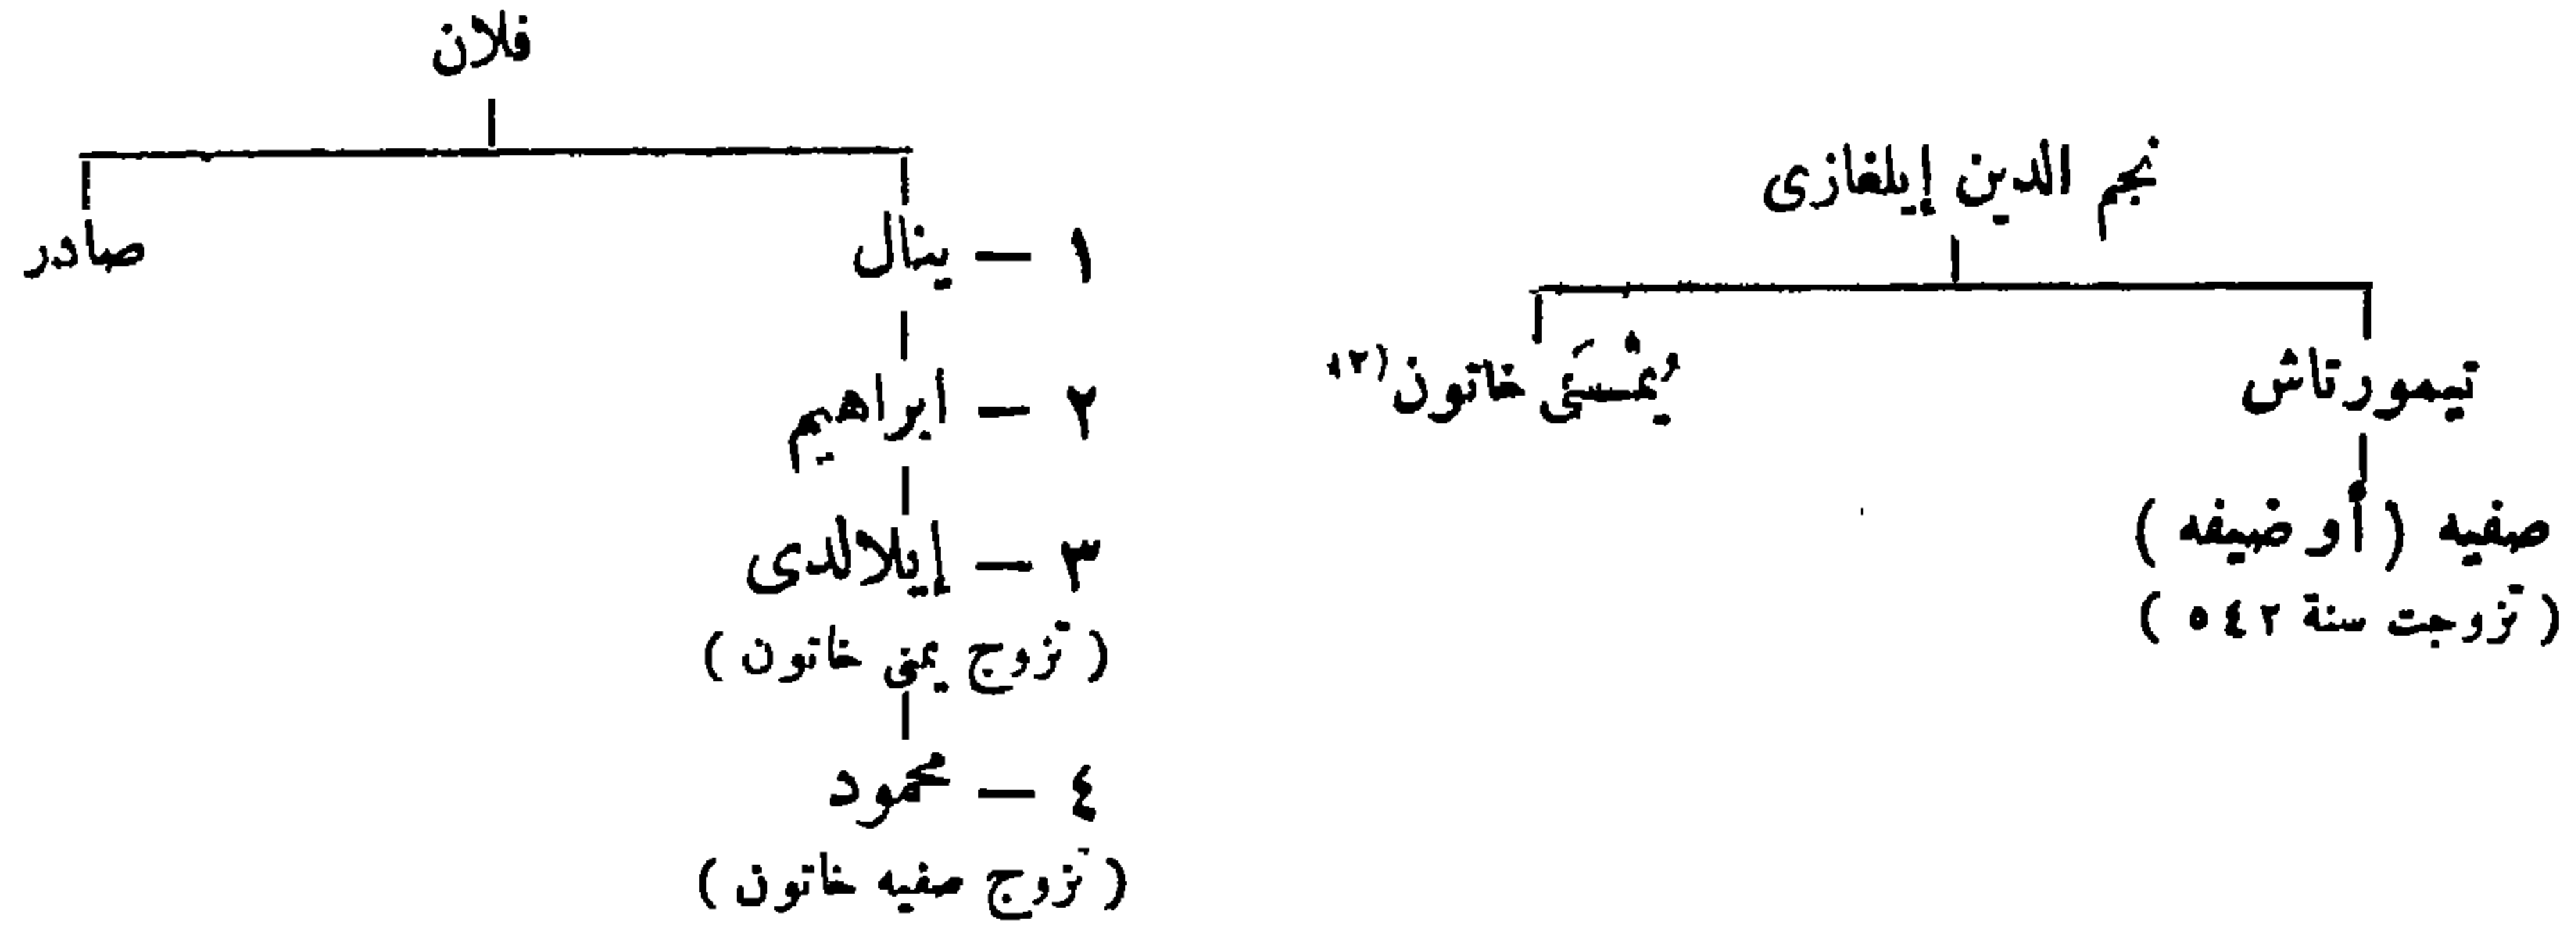 نجم الدين إيلغازى
تيمورتاش
يُمْسَى خاتون (٢)
صفيه ( أو ضيفه )
( تزوجت سنة ٥٤٢ )
فلان
١ — ينال
صادر
٢ — ابراهيم
٣ — إيلالدى
( تزوج يمنى خاتون )
٤ — محمود
( تزوج صفيه خاتون )